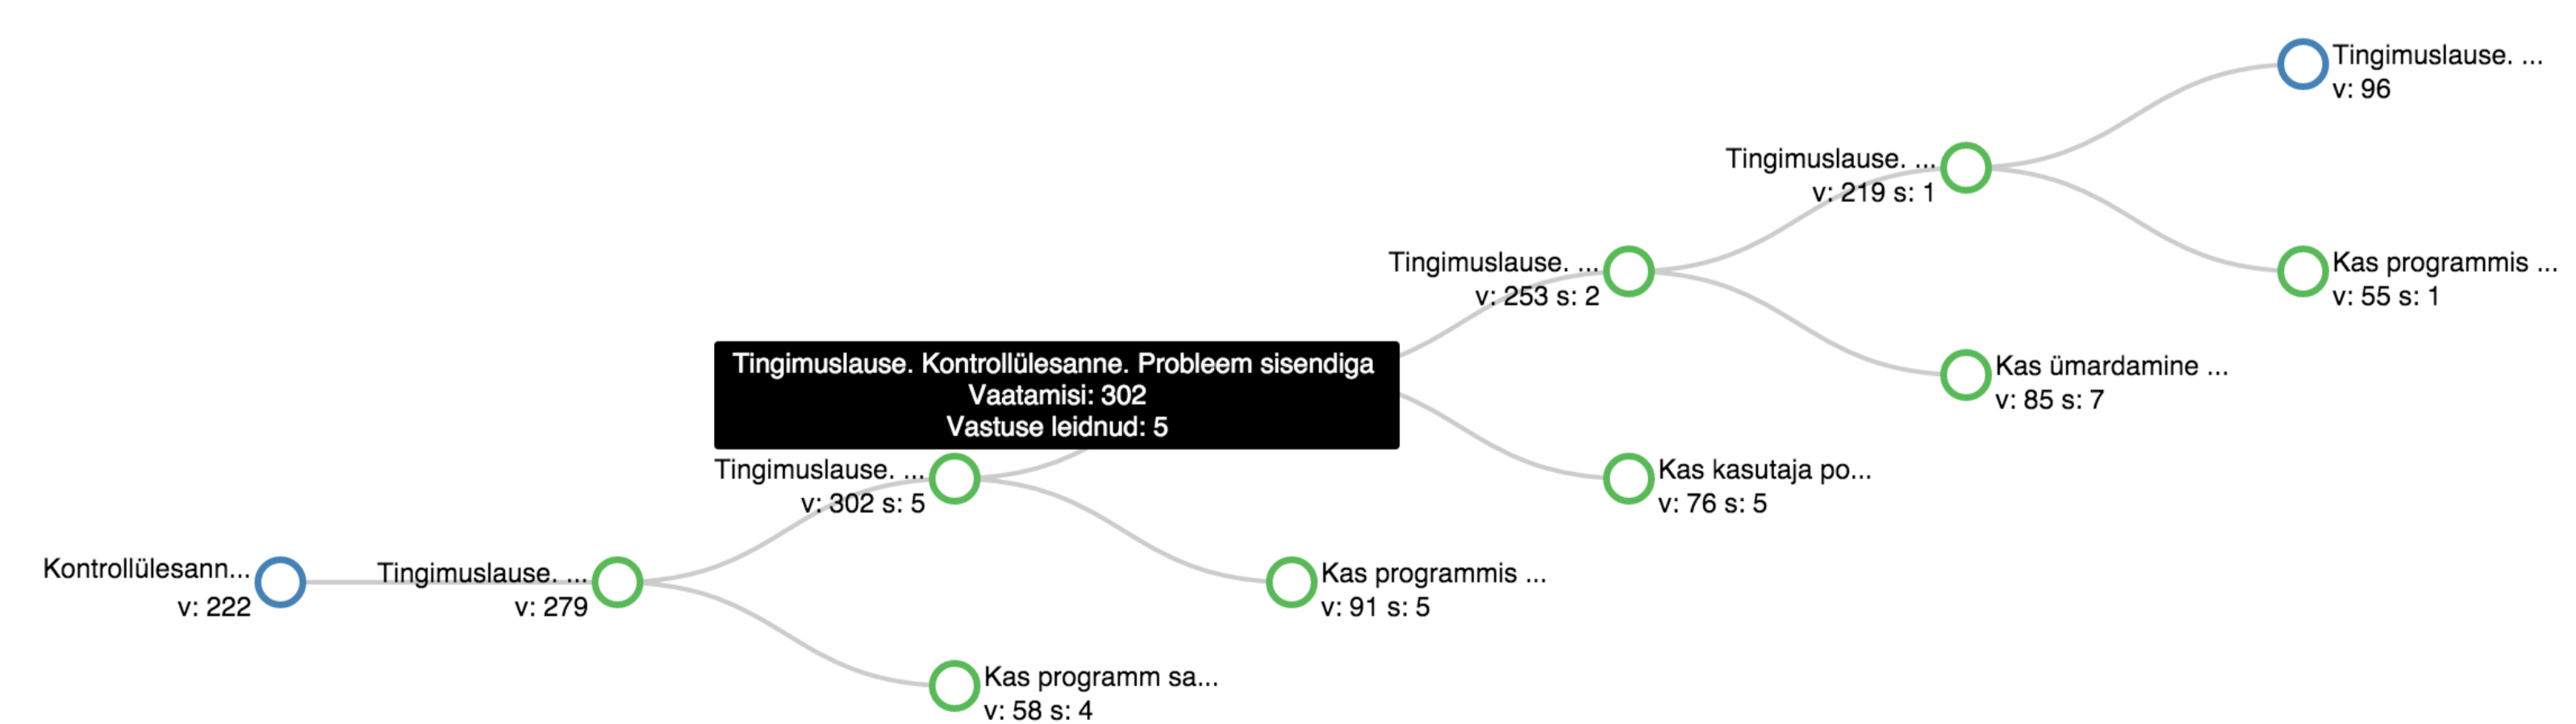 Tingimuslause. ...
v: 96
Tingimuslause. ...
v: 219 s: 1
Tingimuslause. ...
v: 253 s: 2
Kas programmis ...
v: 55 s: 1
Tingimuslause. Kontrollülesanne. Probleem sisendiga
Vaatamisi: 302
Vastuse leidnud: 5
Kas ümardamine ...
v: 85 s: 7
Tingimuslause. ...
v: 302 s: 5
Kas kasutaja po...
v: 76 s: 5
Kontrollülesann...
v: 222
Tingimuslause. ...
v: 279
Kas programmis ...
v: 91 s: 5
Kas programm sa...
v: 58 s: 4